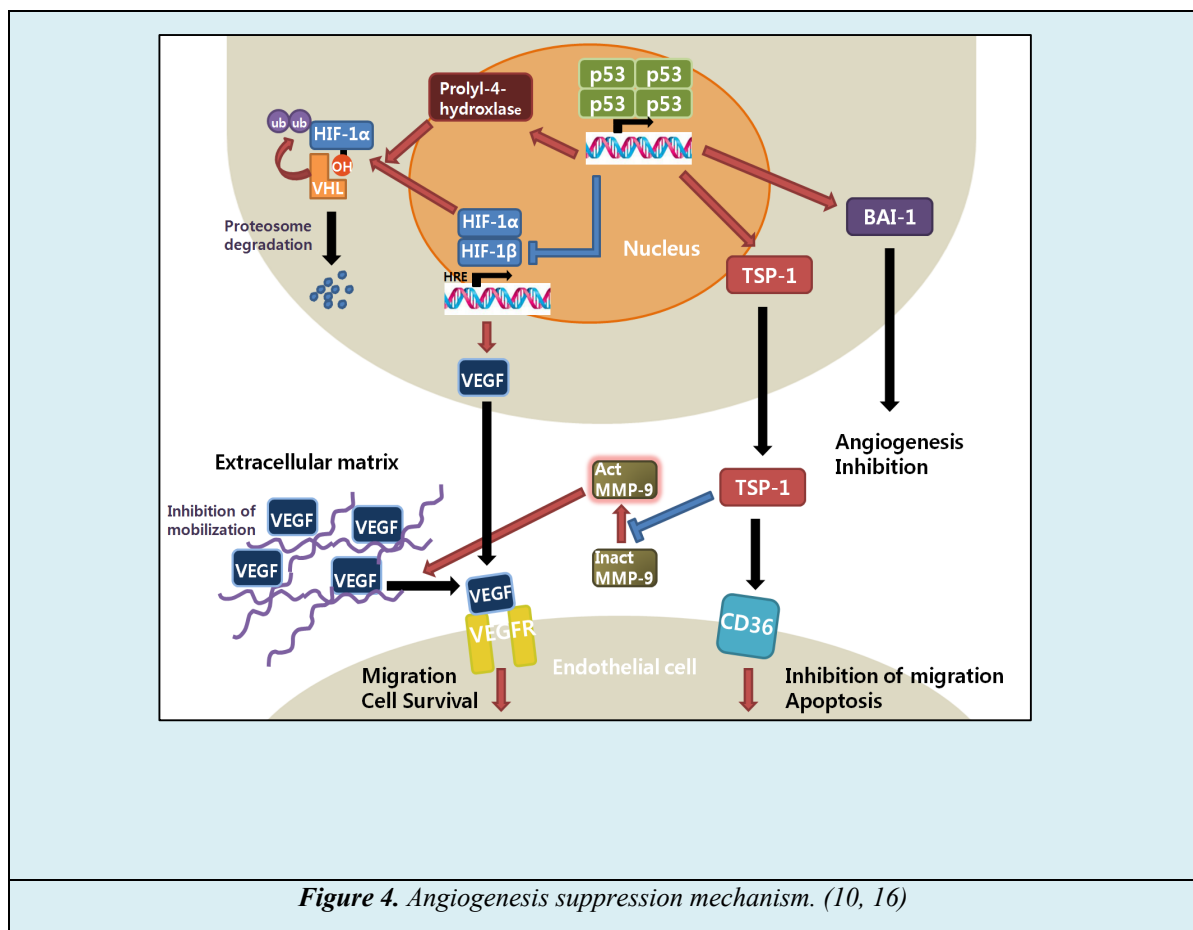 Prolyl-4-
hydroxlase
p53 p53
p53 p53
ub ub
HIF-1α
OH
VHL
Proteosome
degradation
HIF-1α
HIF-1β
HRE
Nucleus
BAI-1
TSP-1
VEGF
Angiogenesis
Inhibition
Extracellular matrix
Inhibition of
mobilization
VEGF
VEGF
VEGF
VEGF
Act
MMP-9
Inact
MMP-9
TSP-1
VEGF
VEGFR
CD36
Endothelial cell
Migration
Cell Survival
Inhibition of migration
Apoptosis
Figure 4. Angiogenesis suppression mechanism. (10, 16)